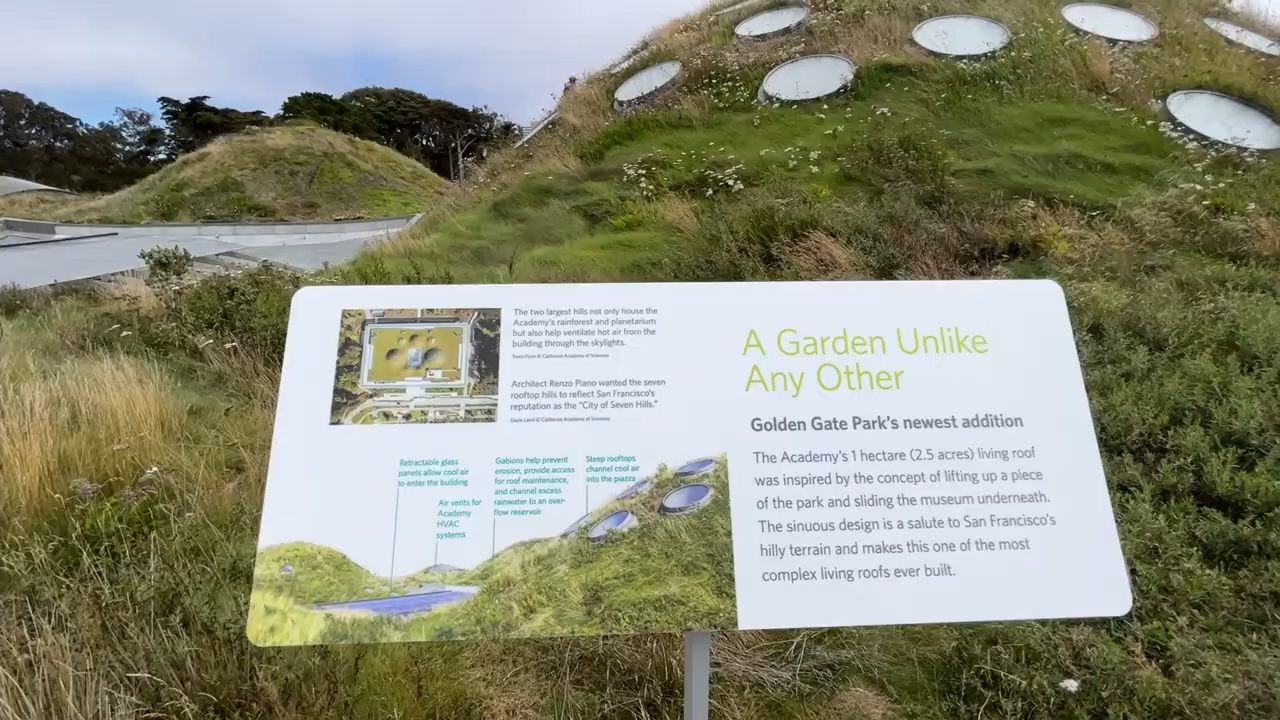 The two largest hills not only house the
Academy's rainforest and planetarium
but also help ventilate hot air from the
building through the skylights.
Architect Renzo Piano wanted the seven
rooftop hills to reflect San Francisco's
reputation as the “City of Seven Hills.”
Gayle Laird © California Academy of Sciences
Retractable glass
panels allow cool air
to enter the building
Air vents for
Academy
HVAC
systems
Gabions help prevent
erosion, provide access
for roof maintenance,
and channel excess
rainwater to an over-
flow reservoir
Steep rooftops
channel cool air
into the piazza
A Garden Unlike
Any Other
Golden Gate Park's newest addition
The Academy's 1 hectare (2.5 acres) living roof
was inspired by the concept of lifting up a piece
of the park and sliding the museum underneath.
The sinuous design is a salute to San Francisco's
hilly terrain and makes this one of the most
complex living roofs ever built.